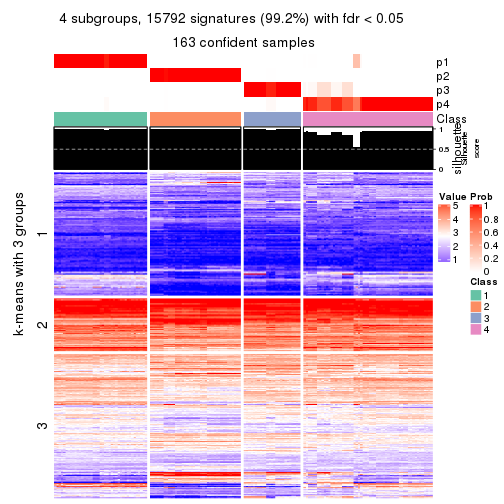 4 subgroups, 15792 signatures (99.2%) with fdr < 0.05
163 confident samples
p1
p2
p3
p4
Class
1
0.5
0
silhouette
Silhouette
score
k-means with 3 groups
1
2
3
Value
5
4
3
2
1
Prob
1
0.8
0.6
0.4
0.2
0
Class
1
2
3
4